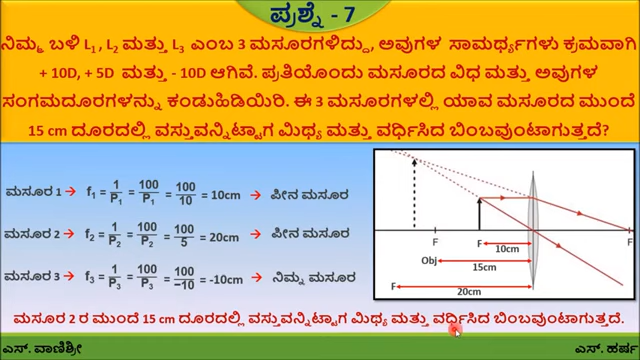 ಪ್ರಶ್ನೆ - 7
ನಿಮ್ಮ ಬಳಿ L₁, L₂ ಮತ್ತು L₃ ಎಂಬ 3 ಮಸೂರಗಳಿದ್ದು, ಅವುಗಳ ಸಾಮರ್ಥ್ಯಗಳು ಕ್ರಮವಾಗಿ
+ 10D, + 5D ಮತ್ತು - 10D ಆಗಿವೆ. ಪ್ರತಿಯೊಂದು ಮಸೂರದ ವಿಧ ಮತ್ತು ಅವುಗಳ
ಸಂಗಮದೂರಗಳನ್ನು ಕಂಡುಹಿಡಿಯಿರಿ. ಈ 3 ಮಸೂರಗಳಲ್ಲಿ ಯಾವ ಮಸೂರದ ಮುಂದೆ
15 cm ದೂರದಲ್ಲಿ ವಸ್ತುವನ್ನಿಟ್ಟಾಗ ಮಿಥ್ಯ ಮತ್ತು ವರ್ಧಿಸಿದ ಬಿಂಬವುಂಟಾಗುತ್ತದೆ?
ಮಸೂರ 1 → f₁ = 1/P₁ = 100/P₁ = 100/10 = 10cm → ಪೀನ ಮಸೂರ
ಮಸೂರ 2 → f₂ = 1/P₂ = 100/P₂ = 100/5 = 20cm → ಪೀನ ಮಸೂರ
ಮಸೂರ 3 → f₃ = 1/P₃ = 100/P₃ = 100/-10 = -10cm → ನಿಮ್ನ ಮಸೂರ
F F F
10cm
Obj
15cm
F
20cm
ಮಸೂರ 2 ರ ಮುಂದೆ 15 cm ದೂರದಲ್ಲಿ ವಸ್ತುವನ್ನಿಟ್ಟಾಗ ಮಿಥ್ಯ ಮತ್ತು ವರ್ಧಿಸಿದ ಬಿಂಬವುಂಟಾಗುತ್ತದೆ.
ಎಸ್. ವಾಣಿಶ್ರೀ ಎಸ್. ಹರ್ಷ